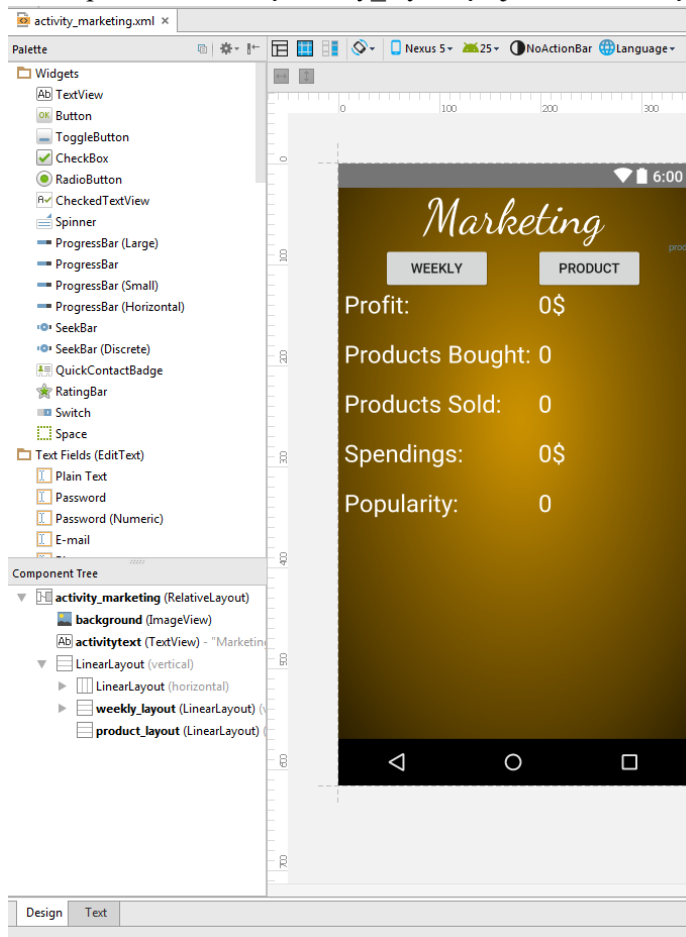 activity_marketing.xml ×
Palette
Nexus 5
25
NoActionBar
Language
Widgets
Ab TextView
OK Button
ToggleButton
CheckBox
RadioButton
CheckedTextView
Spinner
ProgressBar (Large)
ProgressBar
ProgressBar (Small)
ProgressBar (Horizontal)
SeekBar
SeekBar (Discrete)
QuickContactBadge
RatingBar
Switch
Space
Text Fields (EditText)
Plain Text
Password
Password (Numeric)
E-mail
Component Tree
activity_marketing (RelativeLayout)
background (ImageView)
Ab activitytext (TextView) - "Marketing
LinearLayout (vertical)
LinearLayout (horizontal)
weekly_layout (LinearLayout) (v
product_layout (LinearLayout) (
Design Text
0 100 200 300
0
100
200
300
400
500
600
700
6:00
Marketing
prod
WEEKLY PRODUCT
Profit: 0$
Products Bought: 0
Products Sold: 0
Spendings: 0$
Popularity: 0